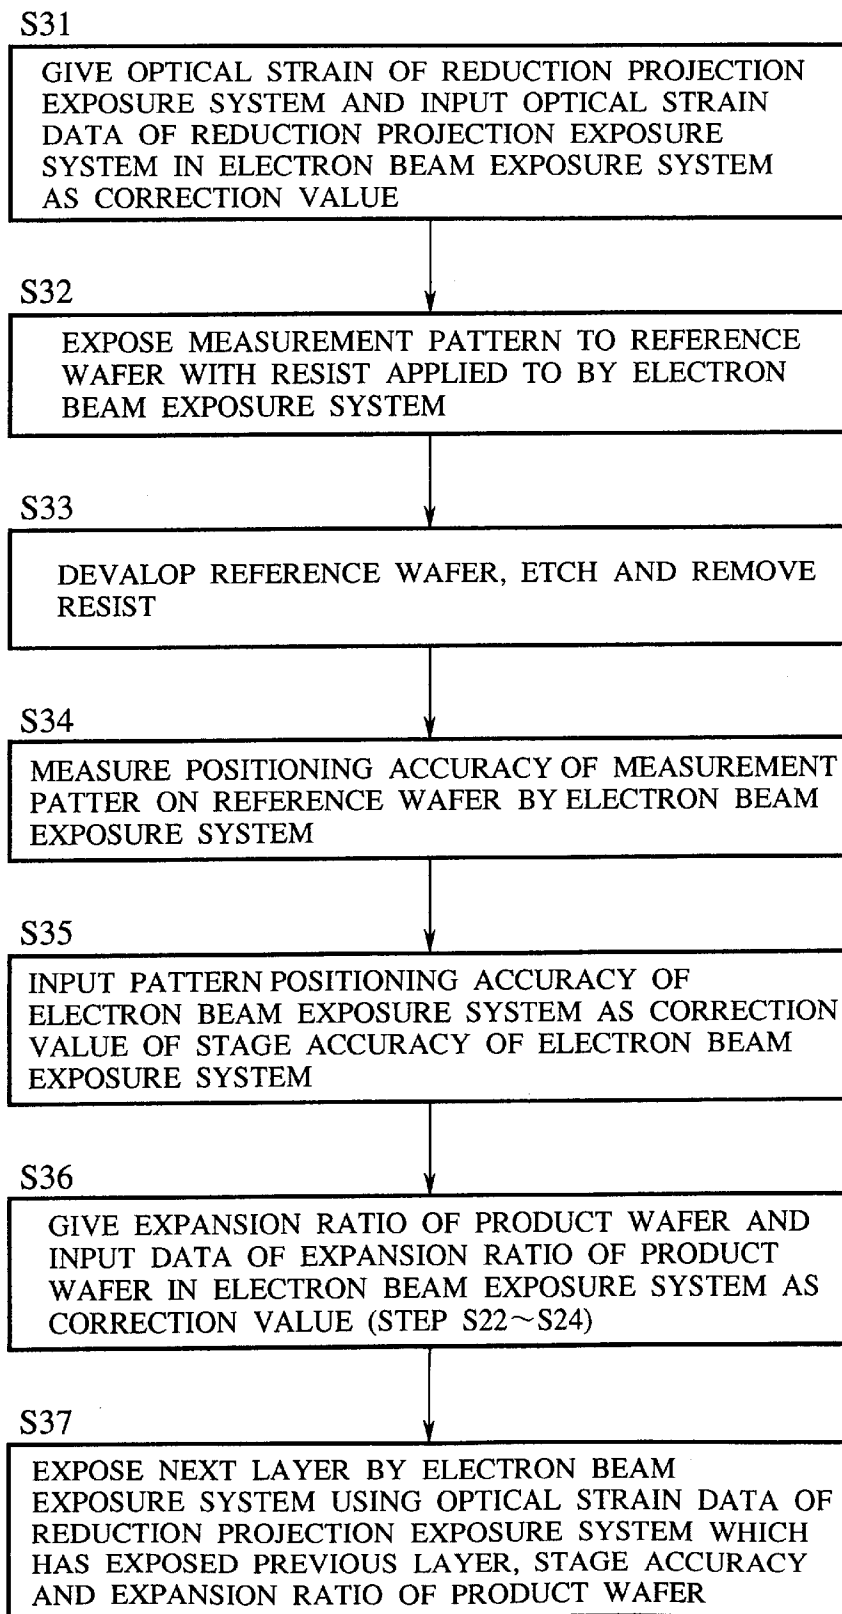 S31
GIVE OPTICAL STRAIN OF REDUCTION PROJECTION
EXPOSURE SYSTEM AND INPUT OPTICAL STRAIN
DATA OF REDUCTION PROJECTION EXPOSURE
SYSTEM IN ELECTRON BEAM EXPOSURE SYSTEM
AS CORRECTION VALUE
S32
EXPOSE MEASUREMENT PATTERN TO REFERENCE
WAFER WITH RESIST APPLIED TO BY ELECTRON
BEAM EXPOSURE SYSTEM
S33
DEVALOP REFERENCE WAFER, ETCH AND REMOVE
RESIST
S34
MEASURE POSITIONING ACCURACY OF MEASUREMENT
PATTER ON REFERENCE WAFER BY ELECTRON BEAM
EXPOSURE SYSTEM
S35
INPUT PATTERN POSITIONING ACCURACY OF
ELECTRON BEAM EXPOSURE SYSTEM AS CORRECTION
VALUE OF STAGE ACCURACY OF ELECTRON BEAM
EXPOSURE SYSTEM
S36
GIVE EXPANSION RATIO OF PRODUCT WAFER AND
INPUT DATA OF EXPANSION RATIO OF PRODUCT
WAFER IN ELECTRON BEAM EXPOSURE SYSTEM AS
CORRECTION VALUE (STEP S22~S24)
S37
EXPOSE NEXT LAYER BY ELECTRON BEAM
EXPOSURE SYSTEM USING OPTICAL STRAIN DATA OF
REDUCTION PROJECTION EXPOSURE SYSTEM WHICH
HAS EXPOSED PREVIOUS LAYER, STAGE ACCURACY
AND EXPANSION RATIO OF PRODUCT WAFER